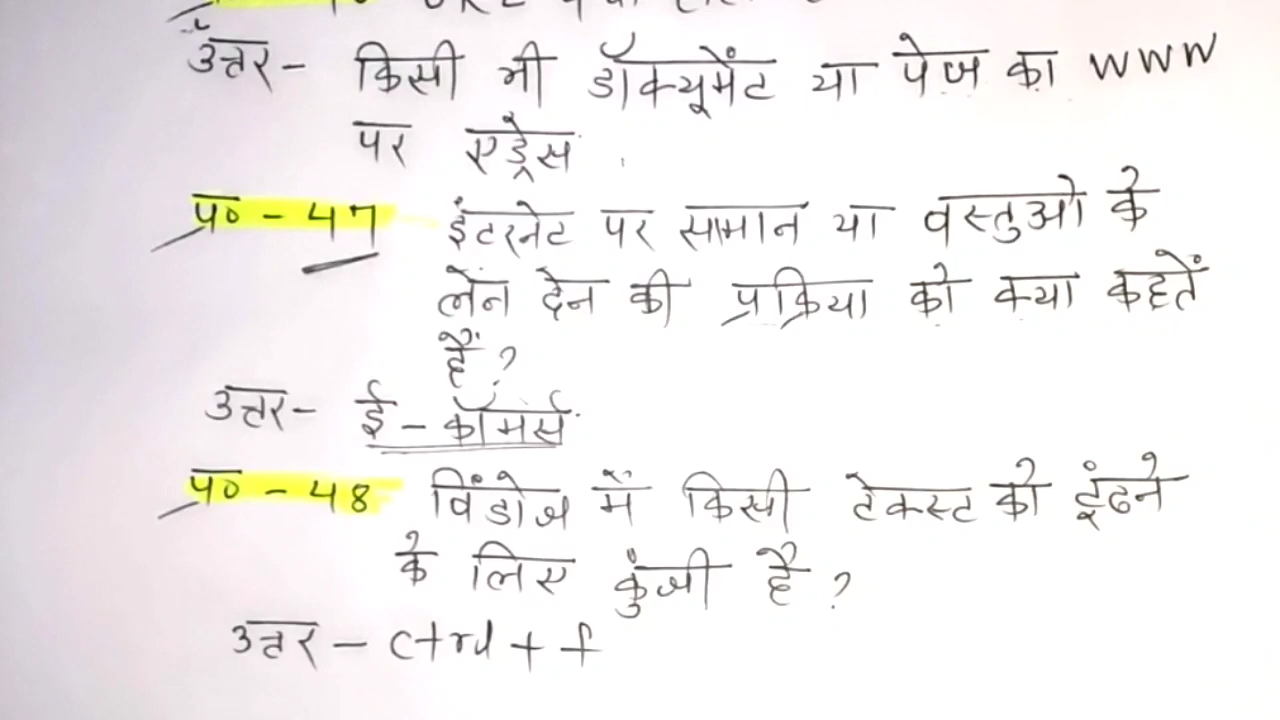 उत्तर- किसी भी डॉक्यूमेंट या पेज का WWW
पर एड्रेस
प्र० - 47 इंटरनेट पर सामान या वस्तुओ के
लेन देन की प्रक्रिया को क्या कहतें
हैं ?
उत्तर- ई - कॉमर्स
प्र० - 48 विंडोज में किसी टेक्स्ट को ढूंढने
के लिए कुंजी है ?
उत्तर - ctrl + f